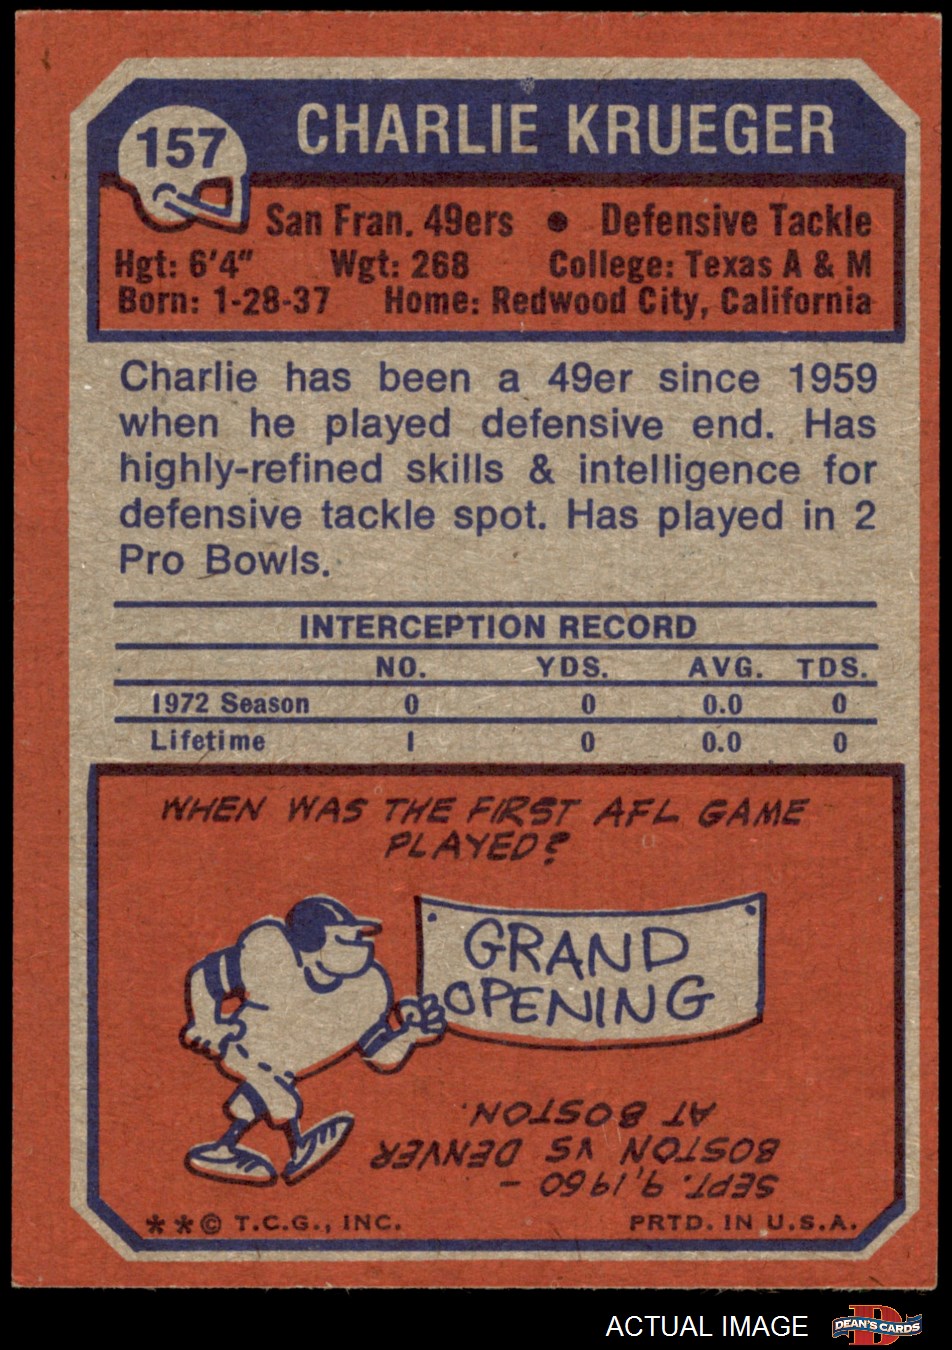 157
CHARLIE KRUEGER
San Fran. 49ers • Defensive Tackle
Hgt: 6'4" Wgt: 268 College: Texas A & M
Born: 1-28-37 Home: Redwood City, California
Charlie has been a 49er since 1959
when he played defensive end. Has
highly-refined skills & intelligence for
defensive tackle spot. Has played in 2
Pro Bowls.
INTERCEPTION RECORD
NO. YDS. AVG. TDS.
1972 Season 0 0 0.0 0
Lifetime 1 0 0.0 0
WHEN WAS THE FIRST AFL GAME
PLAYED?
GRAND
OPENING
SEPT. 9, 1960 -
BOSTON VS DENVER
AT BOSTON.
**© T.C.G., INC. PRTD. IN U.S.A.
ACTUAL IMAGE
D
DEAN'S CARDS